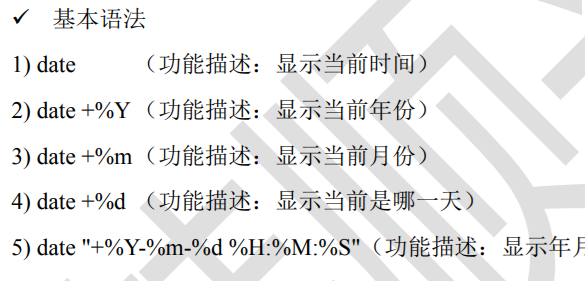 ✓ 基本语法
1) date （功能描述：显示当前时间）
2) date +%Y （功能描述：显示当前年份）
3) date +%m （功能描述：显示当前月份）
4) date +%d （功能描述：显示当前是哪一天）
5) date "+%Y-%m-%d %H:%M:%S"（功能描述：显示年月